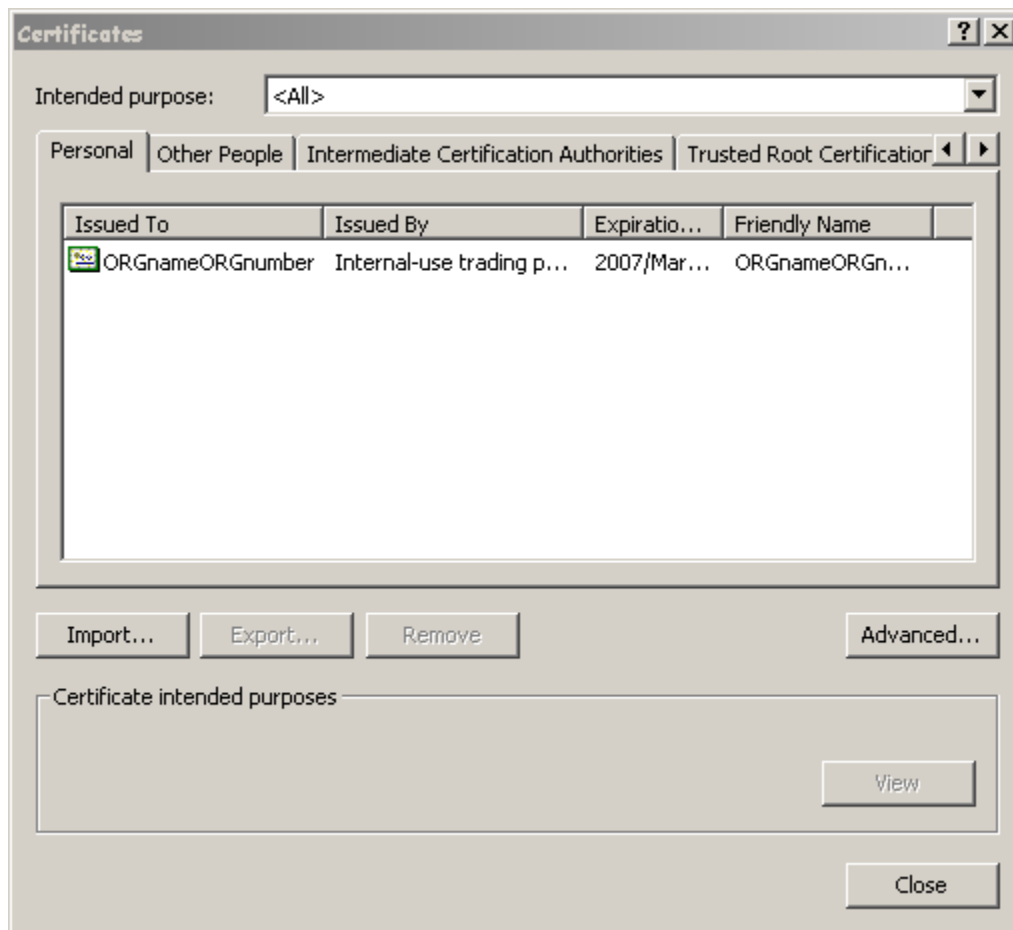 Certificates
Intended purpose: <All>
Personal Other People Intermediate Certification Authorities Trusted Root Certification
Issued To Issued By Expiratio... Friendly Name
ORGnameORGnumber Internal-use trading p... 2007/Mar... ORGnameORGn...
Import... Export... Remove Advanced...
Certificate intended purposes
View
Close